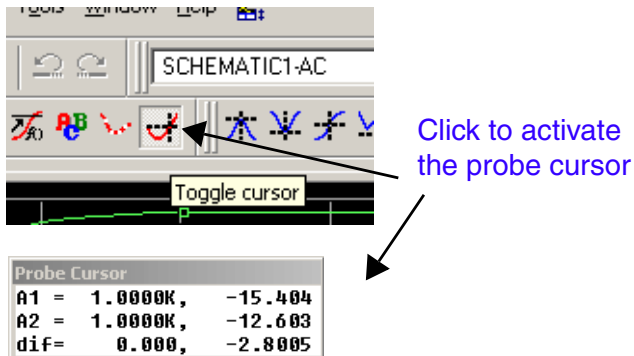 Tools Window Help
SCHEMATIC1-AC
Click to activate
the probe cursor
Toggle cursor
Probe Cursor
A1 = 1.0000K, -15.404
A2 = 1.0000K, -12.603
dif= 0.000, -2.8005